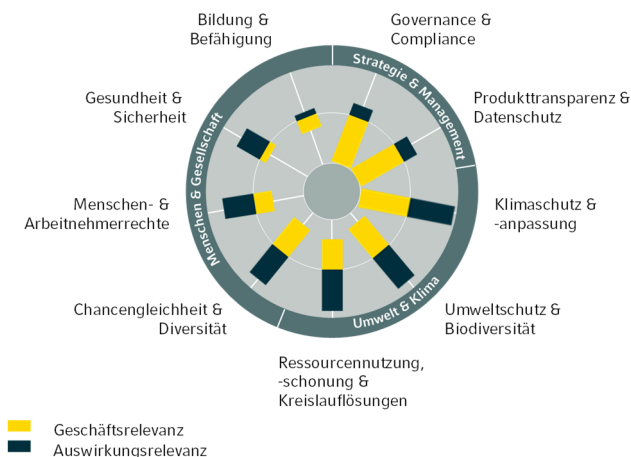 Bildung &
Befähigung
Governance &
Compliance
Gesundheit &
Sicherheit
Strategie & Management
Produkttransparenz &
Datenschutz
Menschen & Gesellschaft
Menschen- &
Arbeitnehmerrechte
Klimaschutz &
-anpassung
Chancengleichheit &
Diversität
Umwelt & Klima
Umweltschutz &
Biodiversität
Ressourcennutzung,
-schonung &
Kreislauflösungen
Geschäftsrelevanz
Auswirkungsrelevanz